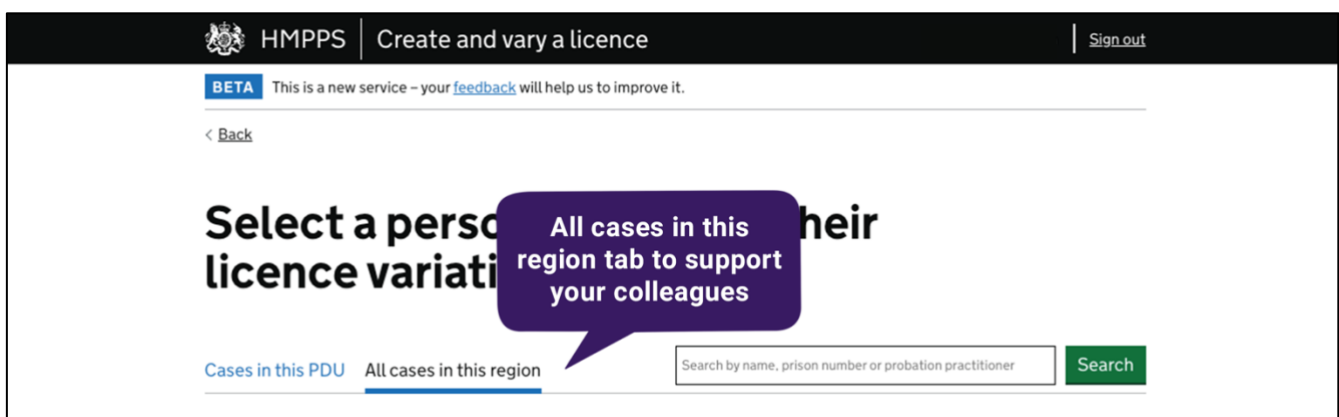 HMPPS Create and vary a licence Sign out
BETA This is a new service – your feedback will help us to improve it.
< Back
Select a perso heir
licence variati
All cases in this
region tab to support
your colleagues
Cases in this PDU All cases in this region Search by name, prison number or probation practitioner Search